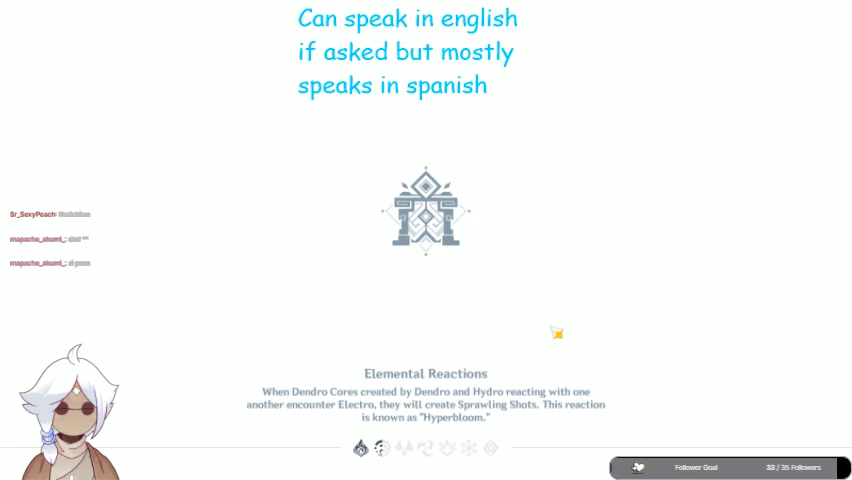 Can speak in english
if asked but mostly
speaks in spanish
Sr_SexyPeach:
mapache_akumi_:
mapache_akumi_:
Elemental Reactions
When Dendro Cores created by Dendro and Hydro reacting with one
another encounter Electro, they will create Sprawling Shots. This reaction
is known as "Hyperbloom."
Follower Goal
33 / 35 Followers